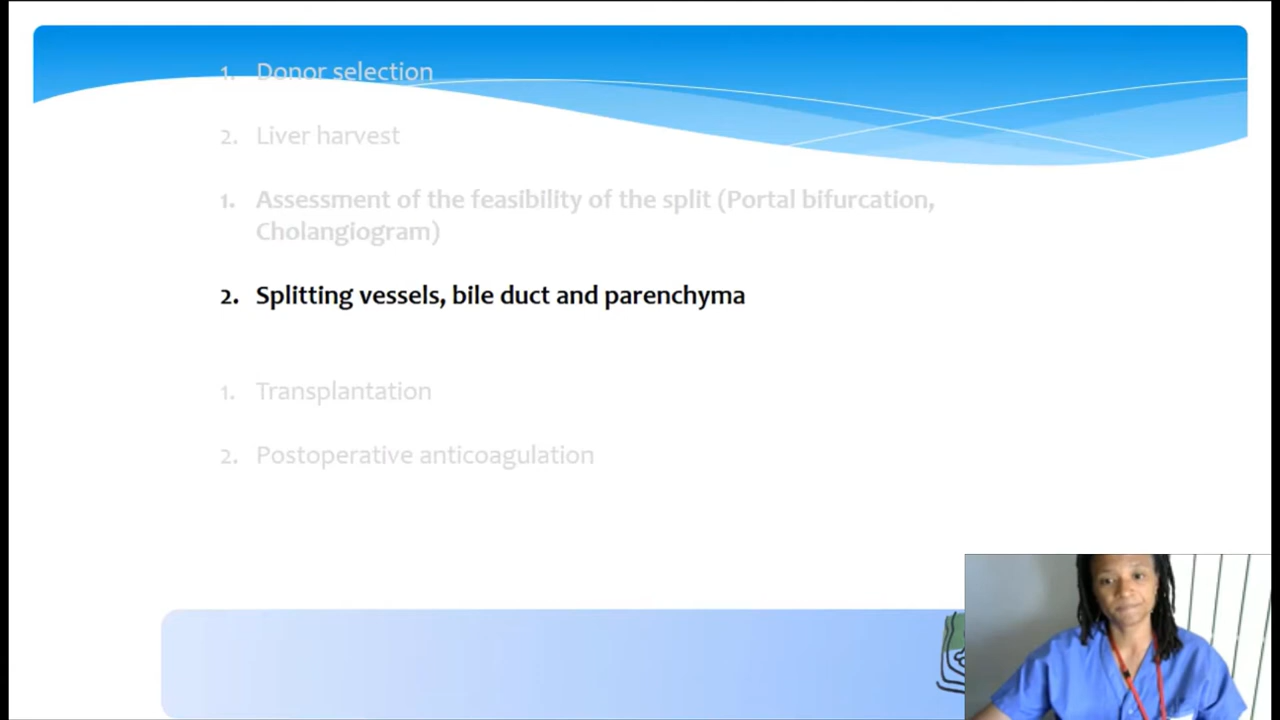 1. Donor selection
2. Liver harvest
1. Assessment of the feasibility of the split (Portal bifurcation,
Cholangiogram)
2. Splitting vessels, bile duct and parenchyma
1. Transplantation
2. Postoperative anticoagulation